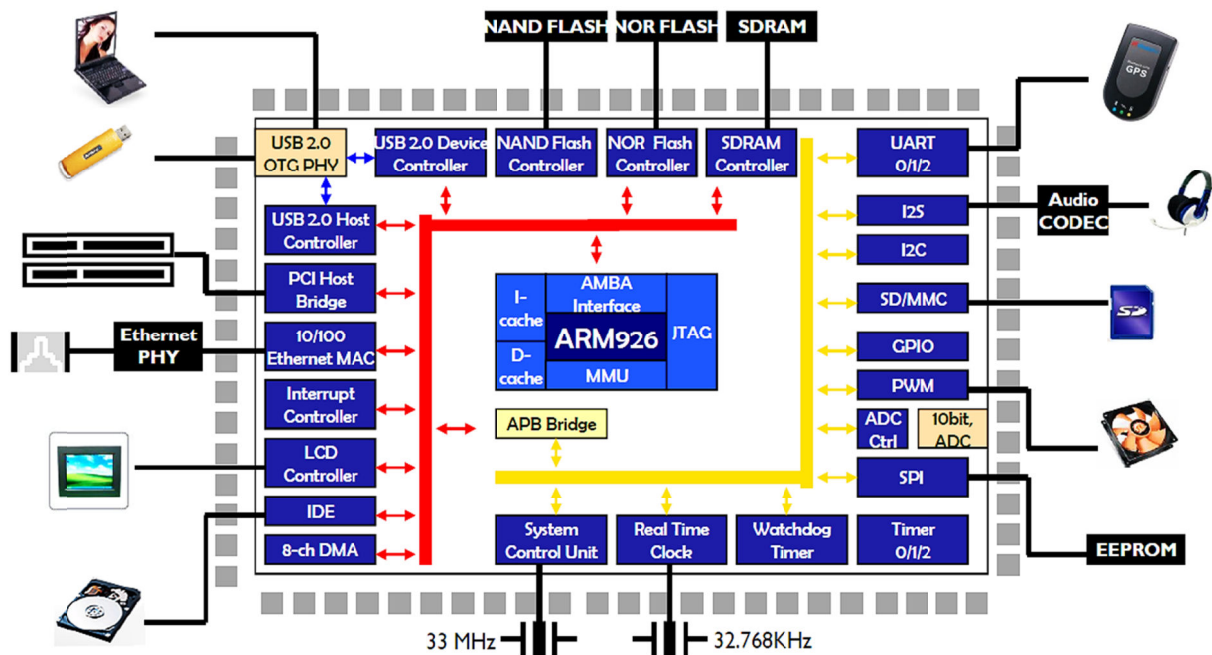 NAND FLASH
NOR FLASH
SDRAM
USB 2.0
OTG PHY
USB 2.0 Device
Controller
NAND Flash
Controller
NOR Flash
Controller
SDRAM
Controller
UART
0/1/2
GPS
USB 2.0 Host
Controller
I2S
Audio
CODEC
I2C
PCI Host
Bridge
I-
cache
AMBA
Interface
JTAG
ARM926
D-
cache
MMU
SD/MMC
SD
Ethernet
PHY
10/100
Ethernet MAC
GPIO
Interrupt
Controller
PWM
APB Bridge
ADC
Ctrl
10bit,
ADC
LCD
Controller
SPI
IDE
8-ch DMA
System
Control Unit
Real Time
Clock
Watchdog
Timer
Timer
0/1/2
EEPROM
33 MHz
32.768KHz